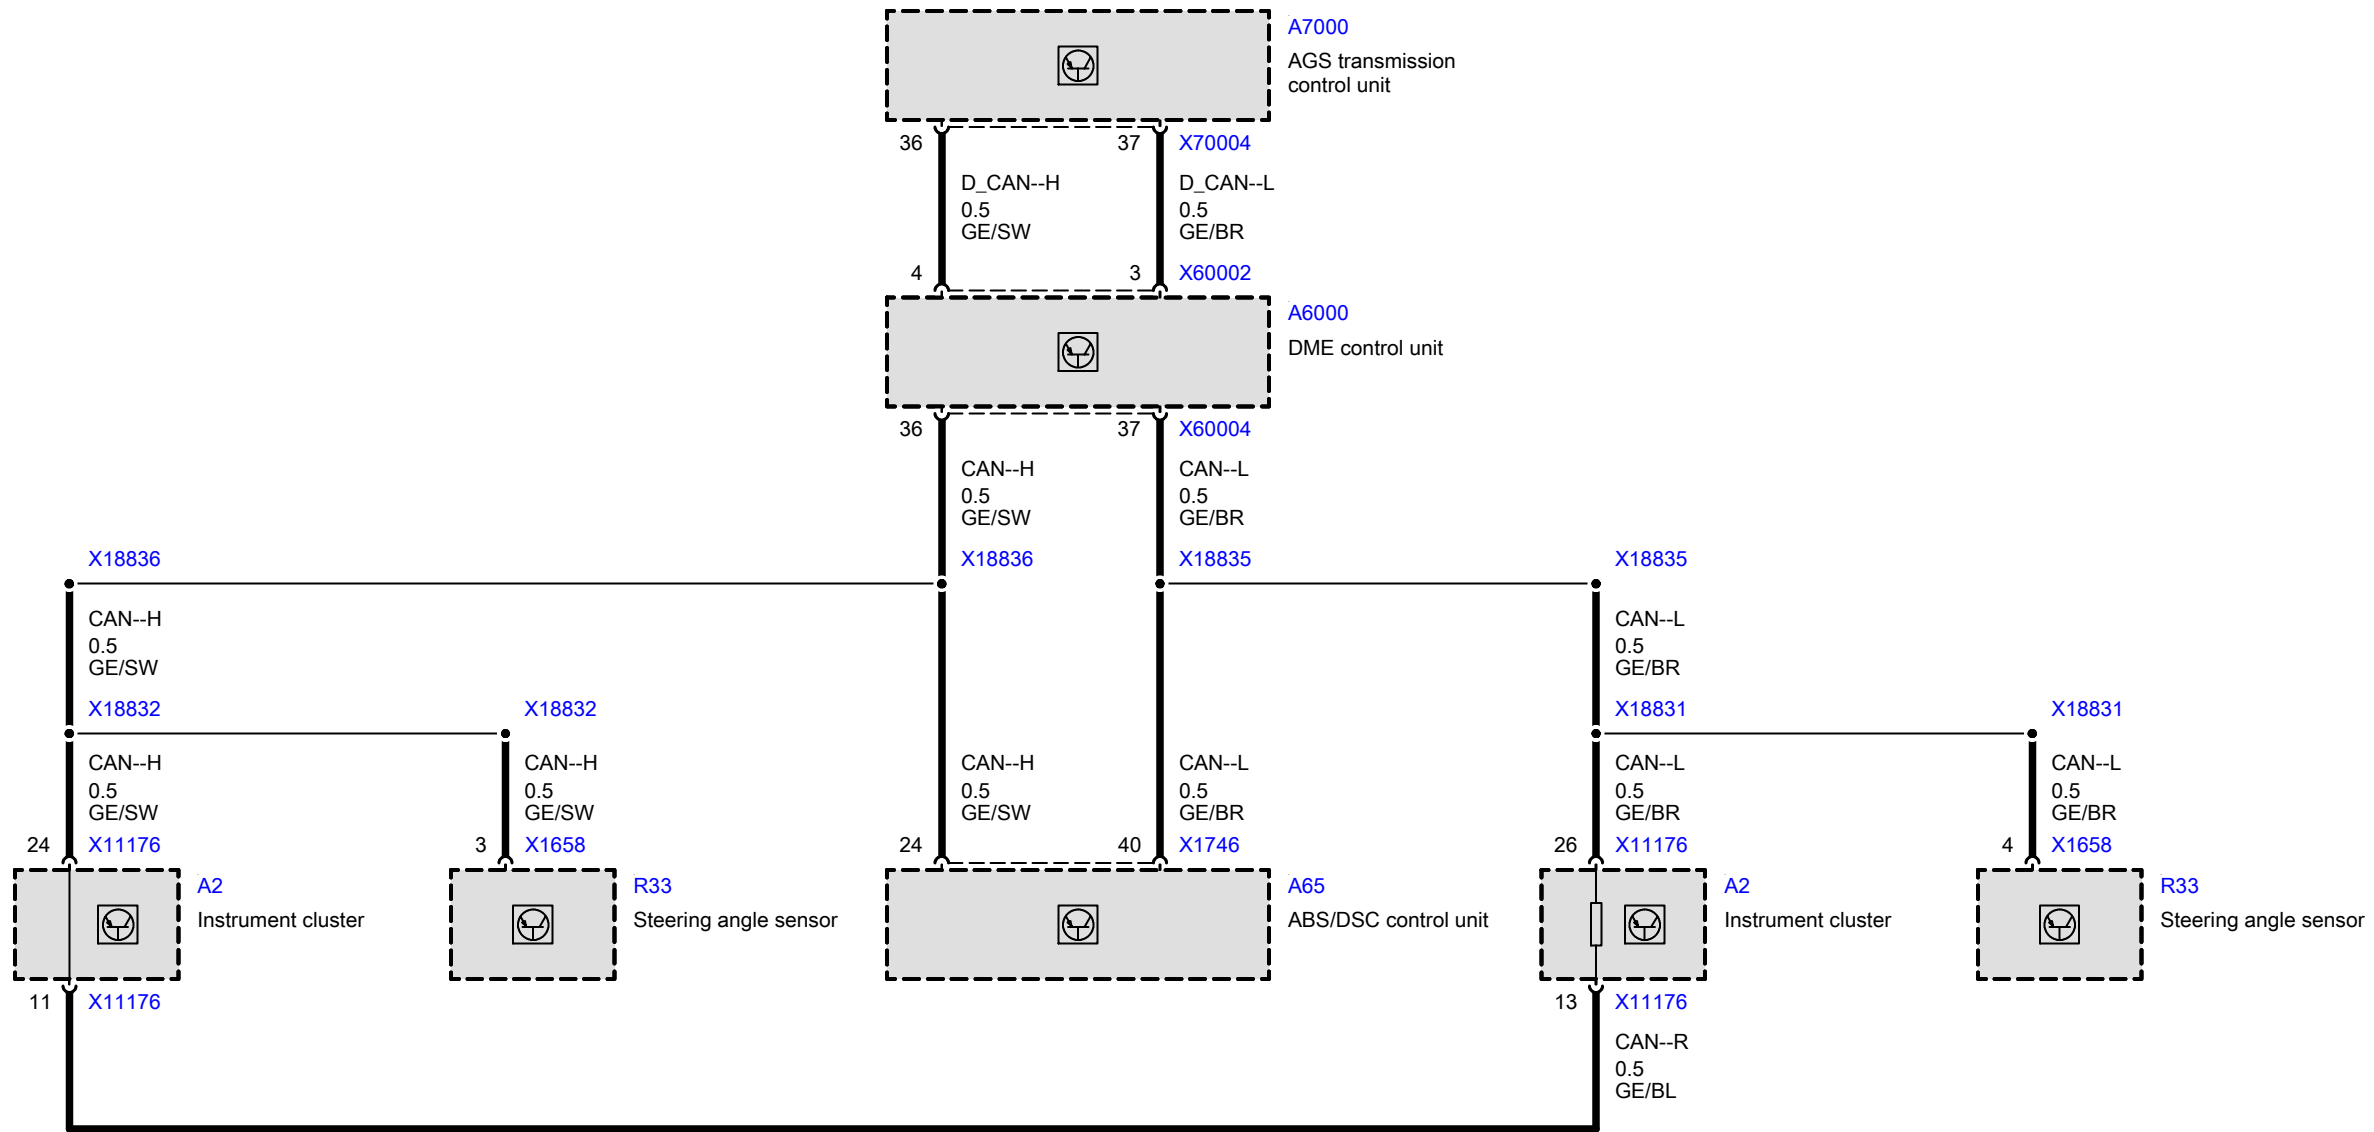 A7000
AGS transmission
control unit
36
37
X70004
D_CAN--H
0.5
GE/SW
D_CAN--L
0.5
GE/BR
4
3
X60002
A6000
DME control unit
36
37
X60004
CAN--H
0.5
GE/SW
CAN--L
0.5
GE/BR
X18836
X18836
X18835
X18835
CAN--H
0.5
GE/SW
CAN--L
0.5
GE/BR
X18832
X18832
X18831
X18831
CAN--H
0.5
GE/SW
CAN--H
0.5
GE/SW
CAN--H
0.5
GE/SW
CAN--L
0.5
GE/BR
CAN--L
0.5
GE/BR
CAN--L
0.5
GE/BR
24
X11176
3
X1658
24
40
X1746
26
X11176
4
X1658
A2
Instrument cluster
R33
Steering angle sensor
A65
ABS/DSC control unit
A2
Instrument cluster
R33
Steering angle sensor
11
X11176
13
X11176
CAN--R
0.5
GE/BL